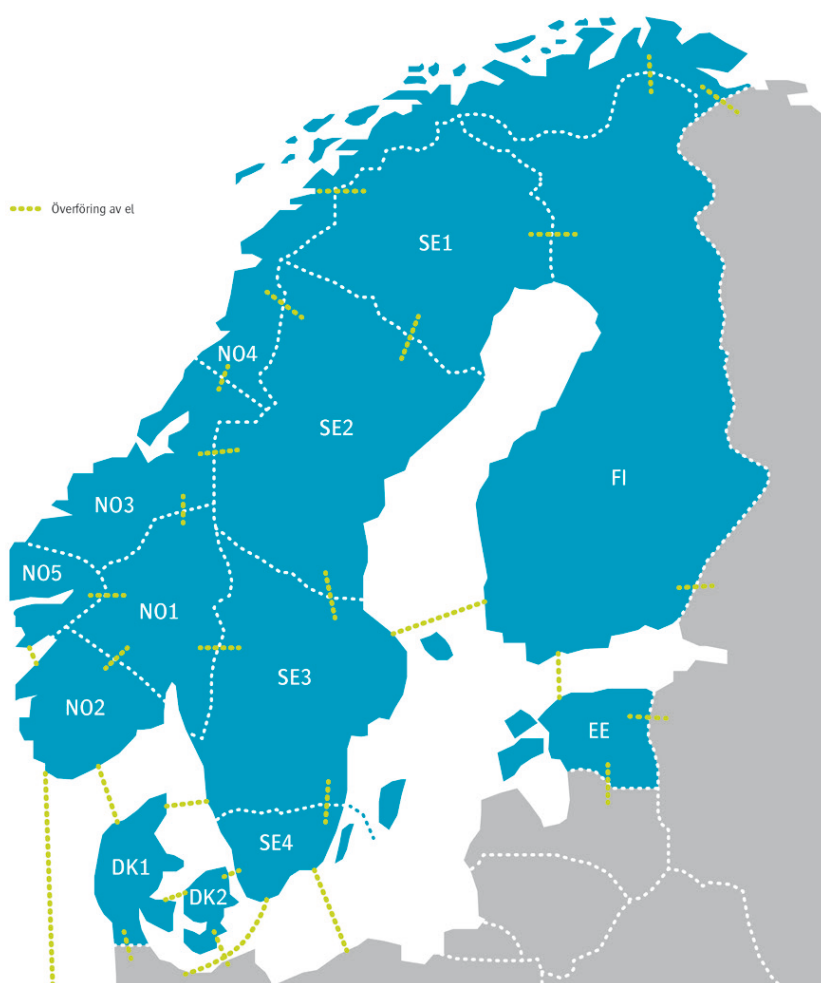 Överföring av el
SE1
NO4
SE2
FI
NO3
NO5
NO1
SE3
NO2
EE
SE4
DK1
DK2